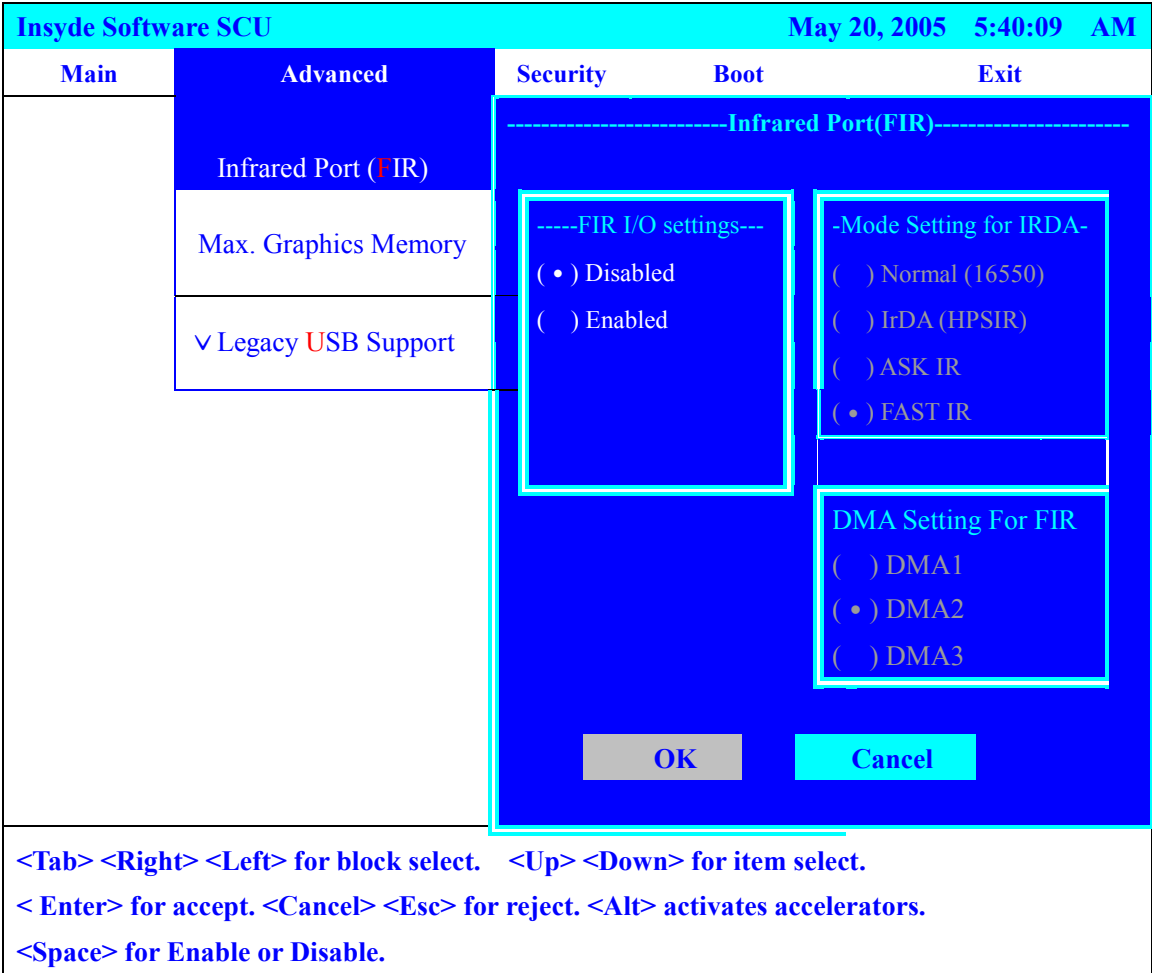 Insyde Software SCU May 20, 2005 5:40:09 AM
Main Advanced Security Boot Exit
Infrared Port (FIR)
Max. Graphics Memory
∨ Legacy USB Support
--------------------------Infrared Port(FIR)-----------------------
-----FIR I/O settings---
( • ) Disabled
( ) Enabled
-Mode Setting for IRDA-
( ) Normal (16550)
( ) IrDA (HPSIR)
( ) ASK IR
( • ) FAST IR
DMA Setting For FIR
( ) DMA1
( • ) DMA2
( ) DMA3
OK Cancel
<Tab> <Right> <Left> for block select. <Up> <Down> for item select.
< Enter> for accept. <Cancel> <Esc> for reject. <Alt> activates accelerators.
<Space> for Enable or Disable.